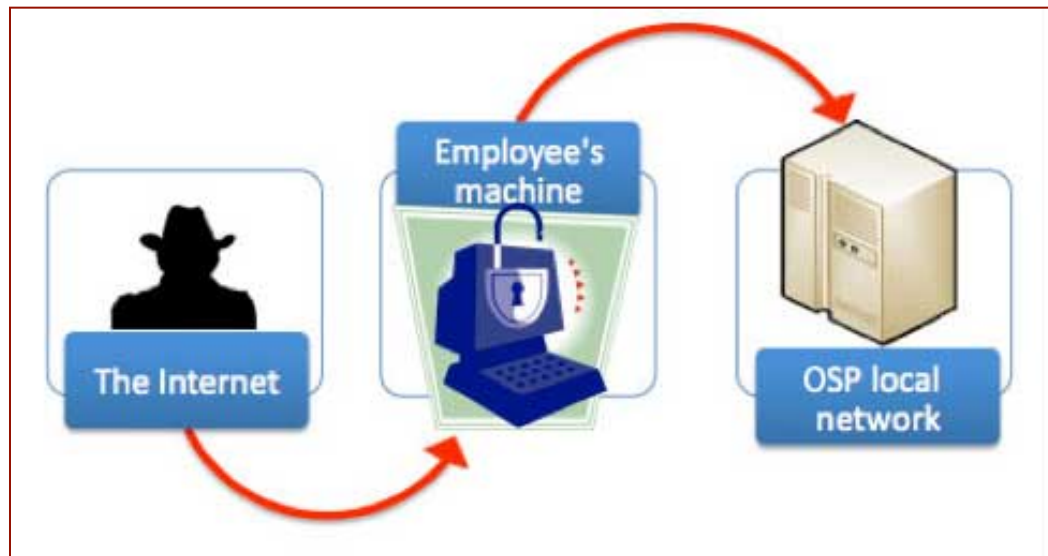 The Internet
Employee's
machine
OSP local
network